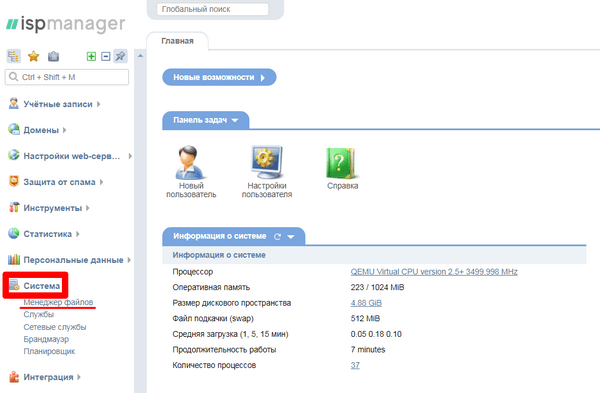 ispmanager
Глобальный поиск
Главная
Ctrl + Shift + M
Учётные записи
Домены
Настройки web-серв...
Защита от спама
Инструменты
Статистика
Персональные данные
Система
Менеджер файлов
Службы
Сетевые службы
Брандмауэр
Планировщик
Интеграция
Новые возможности
Панель задач
Новый
пользователь
Настройки
пользователя
Справка
Информация о системе
Информация о системе
Процессор QEMU Virtual CPU version 2.5+ 3499.998 MHz
Оперативная память 223 / 1024 MiB
Размер дискового пространства 4.88 GiB
Файл подкачки (swap) 512 MiB
Средняя загрузка (1, 5, 15 мин) 0.05 0.18 0.10
Продолжительность работы 7 minutes
Количество процессов 37